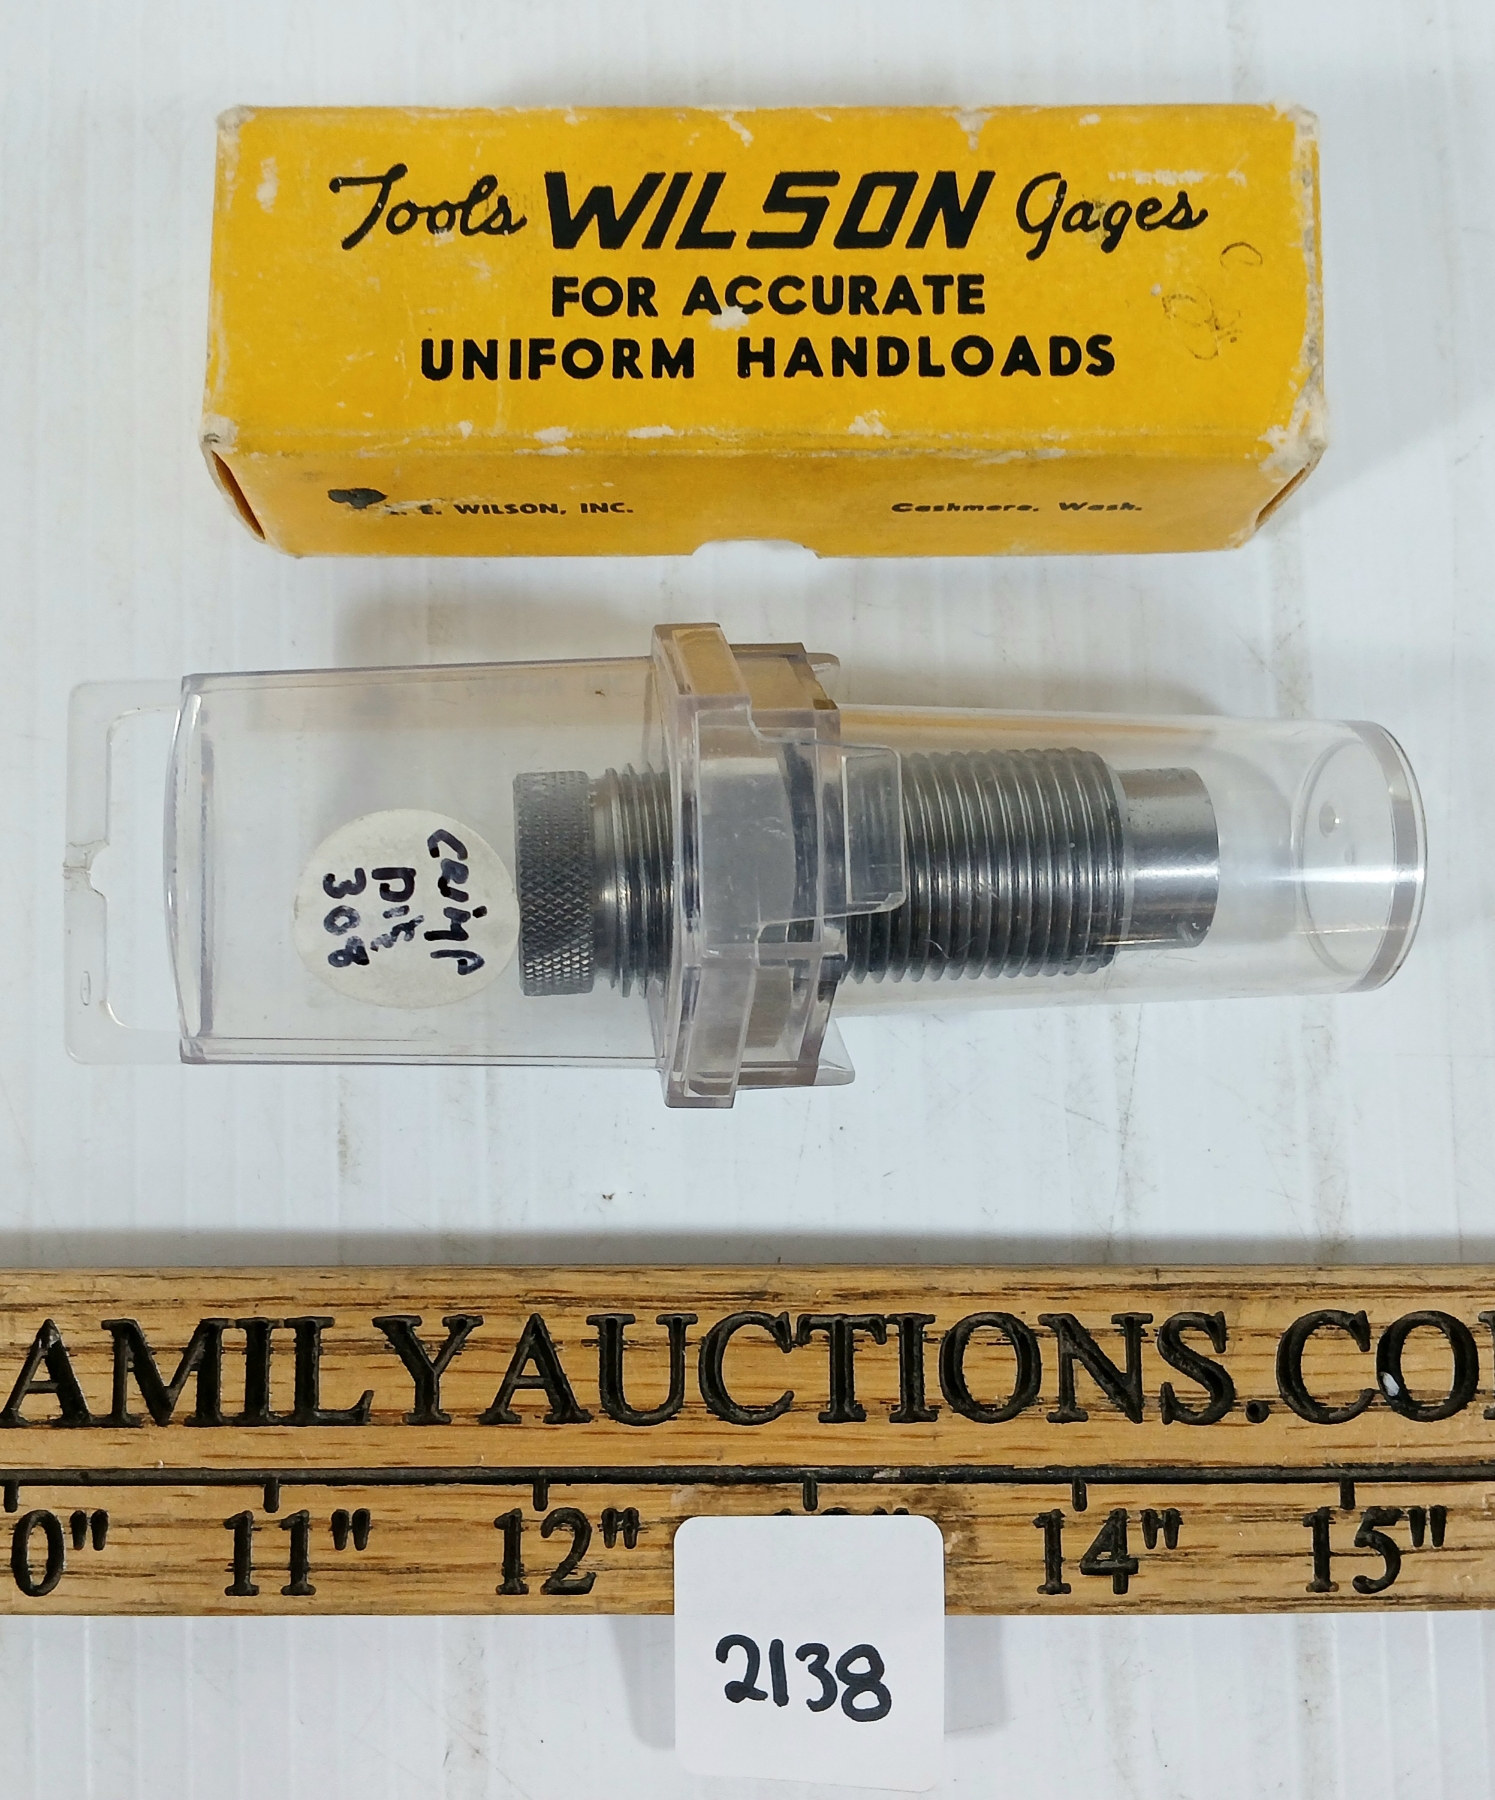 Tools WILSON Gages
FOR ACCURATE
UNIFORM HANDLOADS
E. WILSON, INC.
Cashmere, Wash.
CRIMP
DIE
308
AMILYAUCTIONS.CO
0" 11" 12" 14" 15"
2138